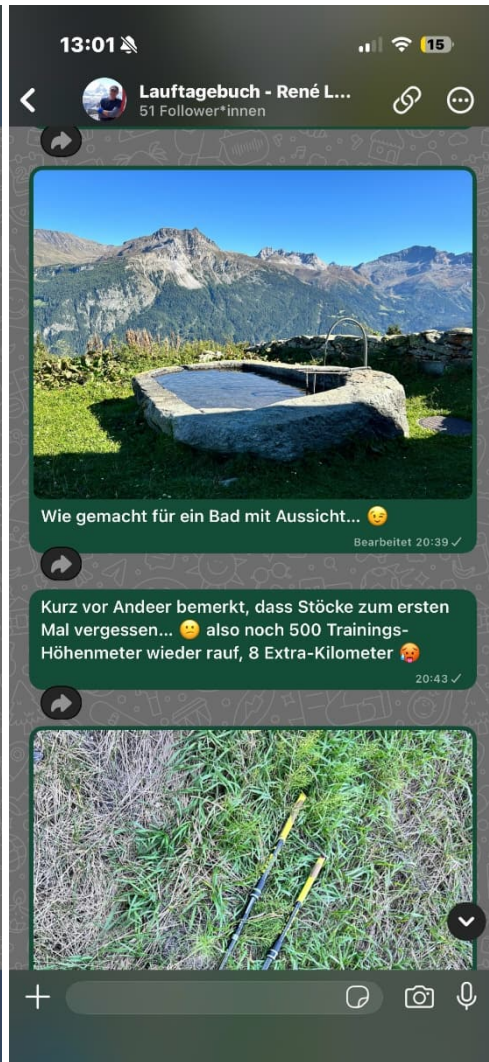 13:01
15
Lauftagebuch - René L...
51 Follower*innen
Wie gemacht für ein Bad mit Aussicht... 😉
Bearbeitet 20:39 ✓
Kurz vor Andeer bemerkt, dass Stöcke zum ersten
Mal vergessen... 😕 also noch 500 Trainings-
Höhenmeter wieder rauf, 8 Extra-Kilometer 🥵
20:43 ✓